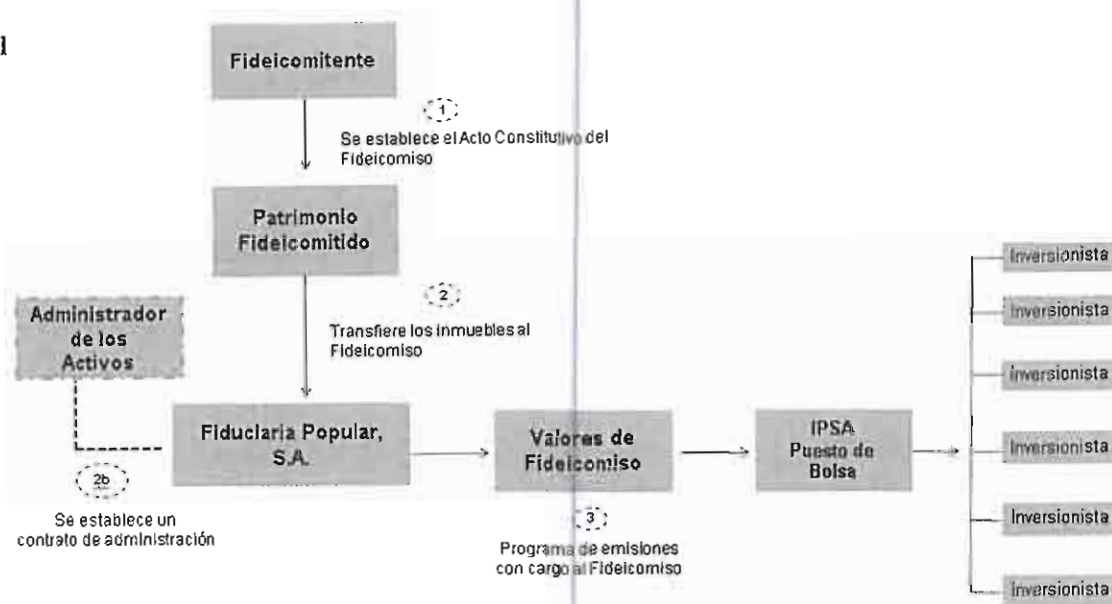 Fideicomitente
1
Se establece el Acto Constitutivo del
Fideicomiso
Patrimonio
Fideicomitido
2
Transfiere los Inmuebles al
Fideicomiso
Administrador
de los
Activos
2b
Se establece un
contrato de administración
Fiduciaria Popular,
S.A.
Valores de
Fideicomiso
3
Programa de emisiones
con cargo al Fideicomiso
IPSA
Puesto de
Bolsa
Inversionista
Inversionista
Inversionista
Inversionista
Inversionista
Inversionista